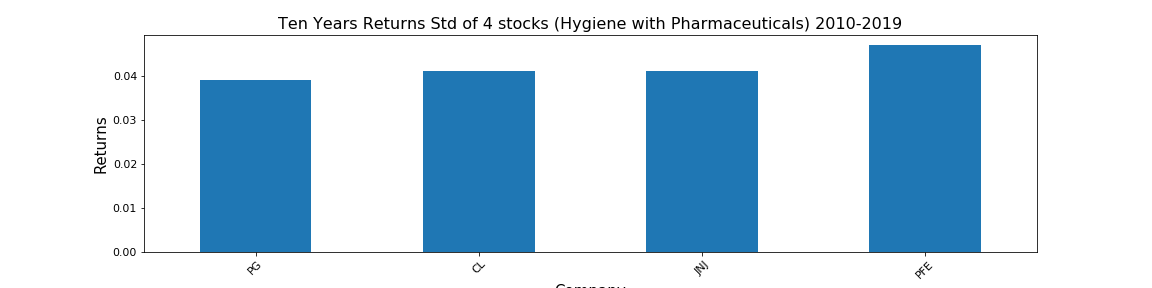 Ten Years Returns Std of 4 stocks (Hygiene with Pharmaceuticals) 2010-2019
Returns
0.04
0.03
0.02
0.01
0.00
PG
CL
JNJ
PFE
Company